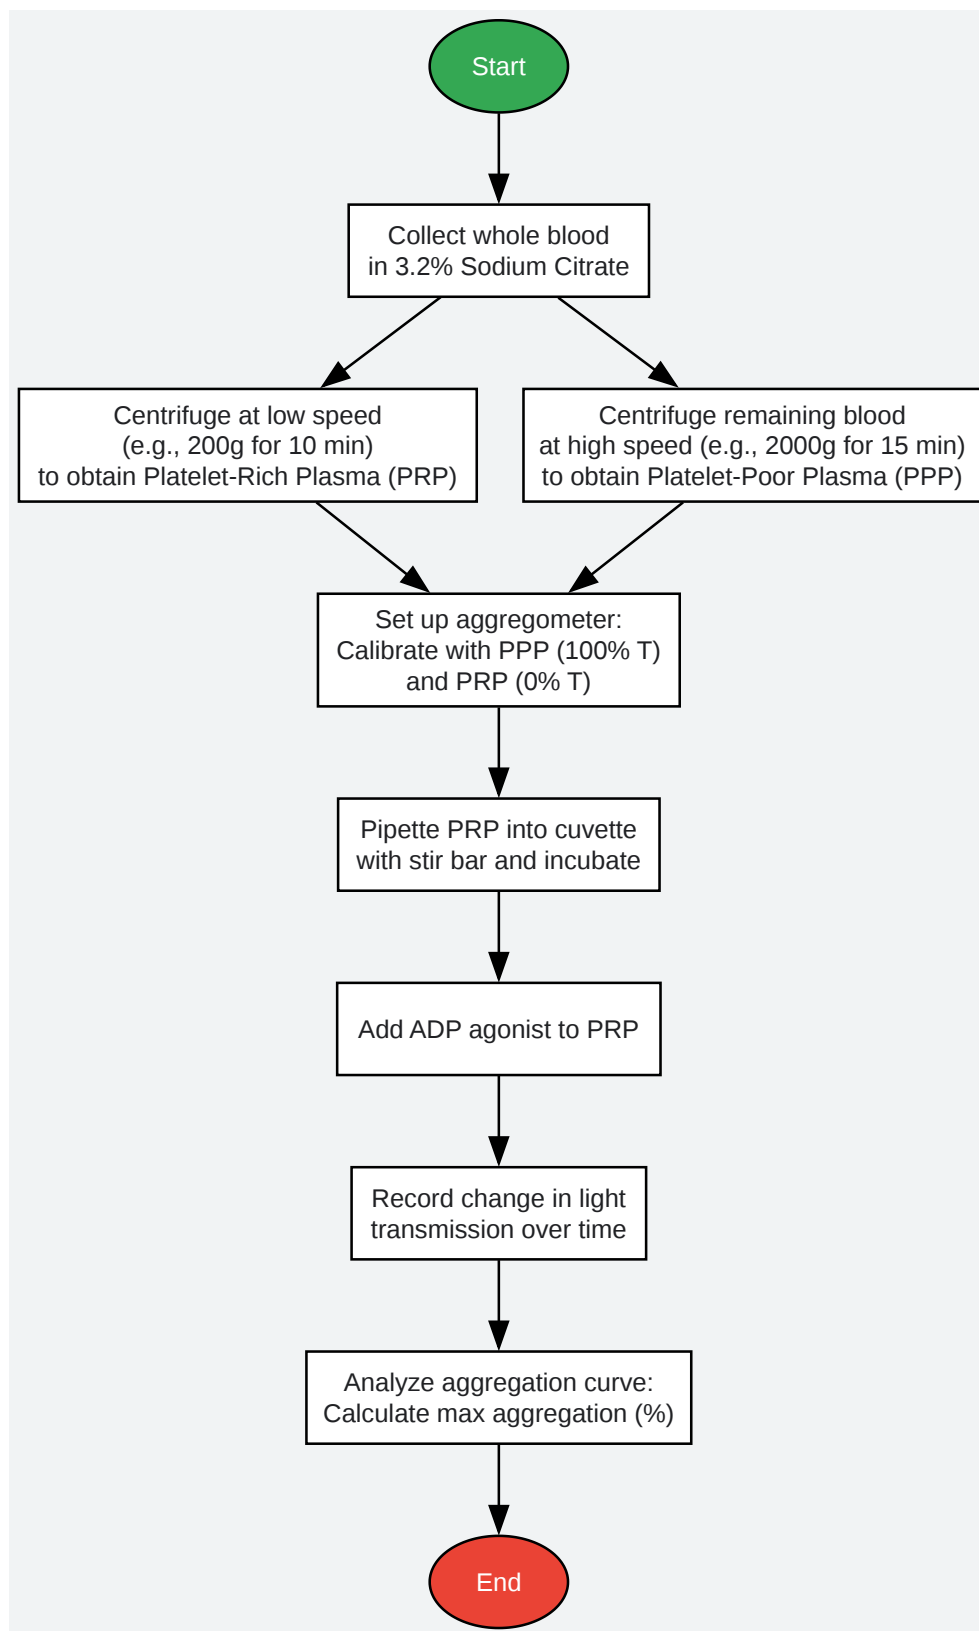 Start
Collect whole blood
in 3.2% Sodium Citrate
Centrifuge at low speed
(e.g., 200g for 10 min)
to obtain Platelet-Rich Plasma (PRP)
Centrifuge remaining blood
at high speed (e.g., 2000g for 15 min)
to obtain Platelet-Poor Plasma (PPP)
Set up aggregometer:
Calibrate with PPP (100% T)
and PRP (0% T)
Pipette PRP into cuvette
with stir bar and incubate
Add ADP agonist to PRP
Record change in light
transmission over time
Analyze aggregation curve:
Calculate max aggregation (%)
End